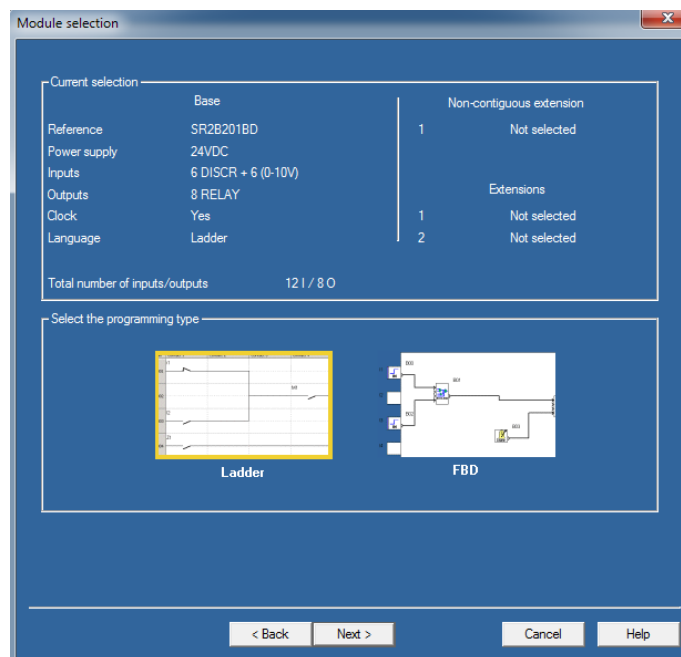 Module selection
Current selection
Base
Non-contiguous extension
Reference SR2B201BD 1 Not selected
Power supply 24VDC
Inputs 6 DISCR + 6 (0-10V)
Outputs 8 RELAY Extensions
Clock Yes 1 Not selected
Language Ladder 2 Not selected
Total number of inputs/outputs 12 I / 8 O
Select the programming type
Ladder
FBD
< Back Next > Cancel Help